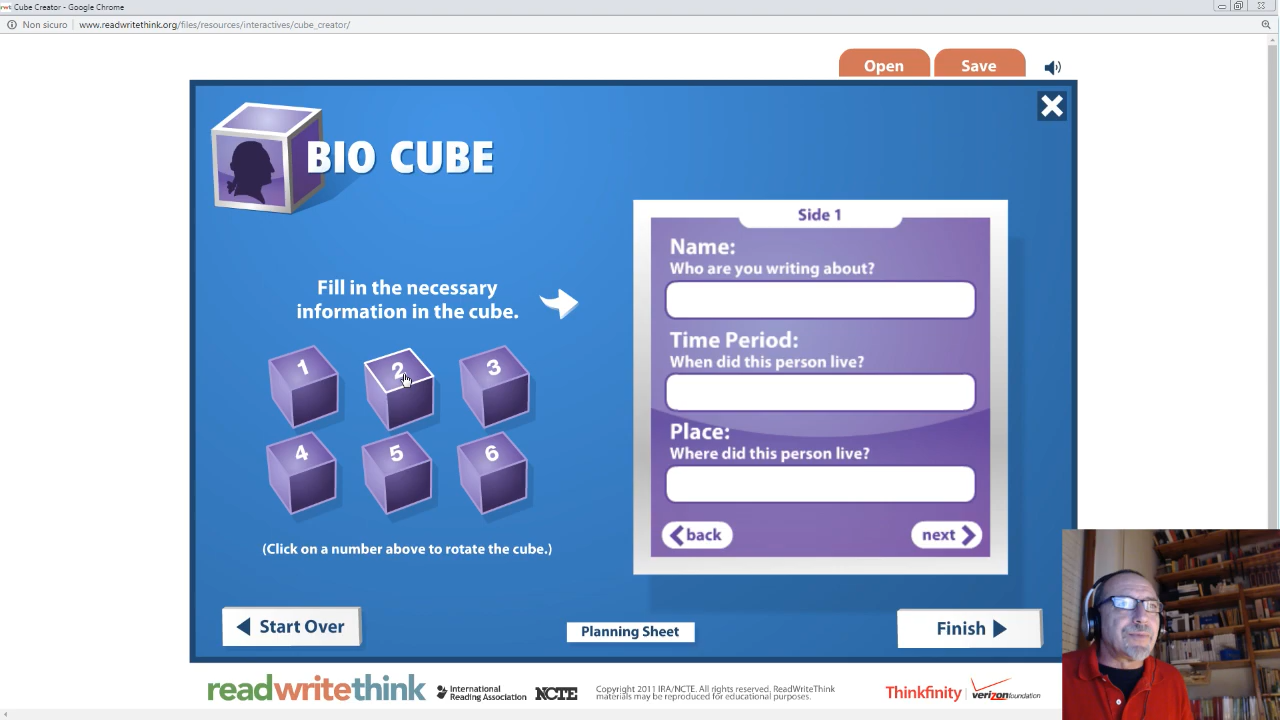 Cube Creator - Google Chrome
Non sicuro
www.readwritethink.org/files/resources/interactives/cube_creator/
Open
Save
BIO CUBE
Fill in the necessary
information in the cube.
1
2
3
4
5
6
(Click on a number above to rotate the cube.)
Side 1
Name:
Who are you writing about?
Time Period:
When did this person live?
Place:
Where did this person live?
back
next
Start Over
Planning Sheet
Finish
readwritethink
International
Reading Association
NCTE
Copyright 2011 IRA/NCTE. All rights reserved. ReadWriteThink
materials may be reproduced for educational purposes.
Thinkfinity
verizonfoundation